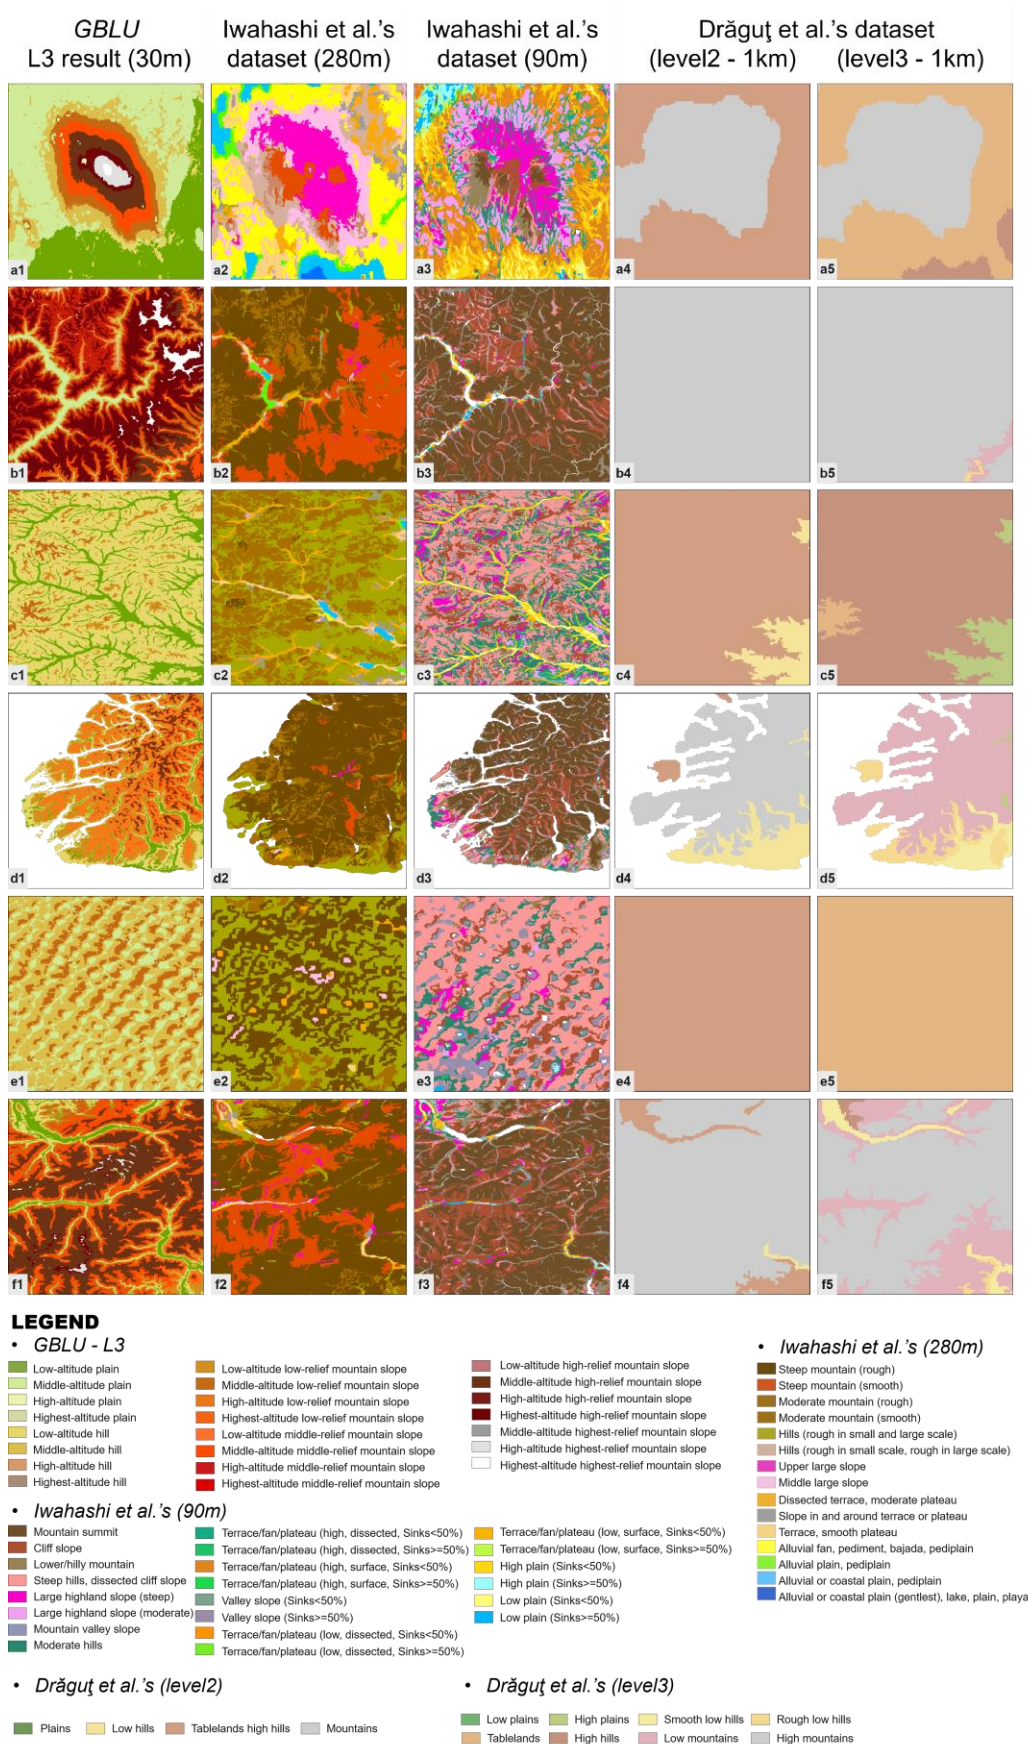 GBLU
L3 result (30m)
Iwahashi et al.'s
dataset (280m)
Iwahashi et al.'s
dataset (90m)
Drăguţ et al.'s dataset
(level2 - 1km)
(level3 - 1km)
a1
a2
a3
a4
a5
b1
b2
b3
b4
b5
c1
c2
c3
c4
c5
d1
d2
d3
d4
d5
e1
e2
e3
e4
e5
f1
f2
f3
f4
f5
LEGEND
• GBLU - L3
Low-altitude plain
Middle-altitude plain
High-altitude plain
Highest-altitude plain
Low-altitude hill
Middle-altitude hill
High-altitude hill
Highest-altitude hill
Low-altitude low-relief mountain slope
Middle-altitude low-relief mountain slope
High-altitude low-relief mountain slope
Highest-altitude low-relief mountain slope
Low-altitude middle-relief mountain slope
Middle-altitude middle-relief mountain slope
High-altitude middle-relief mountain slope
Highest-altitude middle-relief mountain slope
Low-altitude high-relief mountain slope
Middle-altitude high-relief mountain slope
High-altitude high-relief mountain slope
Highest-altitude high-relief mountain slope
Middle-altitude highest-relief mountain slope
High-altitude highest-relief mountain slope
Highest-altitude highest-relief mountain slope
• Iwahashi et al.'s (280m)
Steep mountain (rough)
Steep mountain (smooth)
Moderate mountain (rough)
Moderate mountain (smooth)
Hills (rough in small and large scale)
Hills (rough in small scale, rough in large scale)
Upper large slope
Middle large slope
Dissected terrace, moderate plateau
Slope in and around terrace or plateau
Terrace, smooth plateau
Alluvial fan, pediment, bajada, pediplain
Alluvial plain, pediplain
Alluvial or coastal plain, pediplain
Alluvial or coastal plain (gentlest), lake, plain, playa
• Iwahashi et al.'s (90m)
Mountain summit
Cliff slope
Lower/hilly mountain
Steep hills, dissected cliff slope
Large highland slope (steep)
Large highland slope (moderate)
Mountain valley slope
Moderate hills
Terrace/fan/plateau (high, dissected, Sinks<50%)
Terrace/fan/plateau (high, dissected, Sinks>=50%)
Terrace/fan/plateau (high, surface, Sinks<50%)
Terrace/fan/plateau (high, surface, Sinks>=50%)
Valley slope (Sinks<50%)
Valley slope (Sinks>=50%)
Terrace/fan/plateau (low, dissected, Sinks<50%)
Terrace/fan/plateau (low, dissected, Sinks>=50%)
Terrace/fan/plateau (low, surface, Sinks<50%)
Terrace/fan/plateau (low, surface, Sinks>=50%)
High plain (Sinks<50%)
High plain (Sinks>=50%)
Low plain (Sinks<50%)
Low plain (Sinks>=50%)
• Drăguţ et al.'s (level2)
Plains
Low hills
Tablelands high hills
Mountains
• Drăguţ et al.'s (level3)
Low plains
High plains
Smooth low hills
Rough low hills
Tablelands
High hills
Low mountains
High mountains